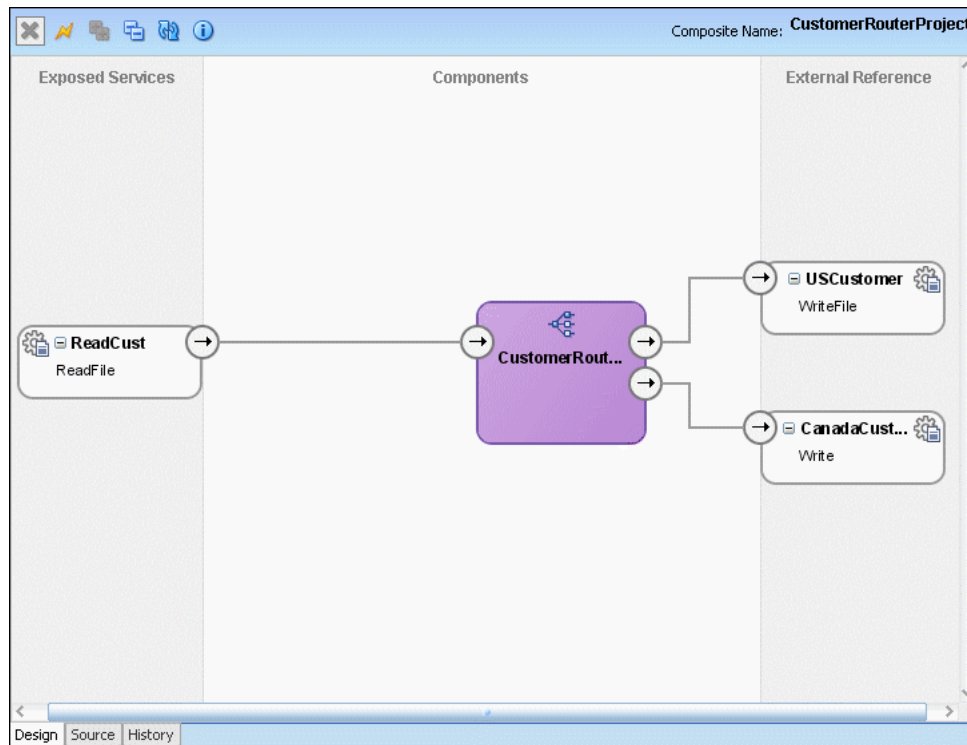 Composite Name: CustomerRouterProject
Exposed Services
Components
External Reference
USCustomer
WriteFile
ReadCust
ReadFile
CustomerRout...
CanadaCust...
Write
Design Source History